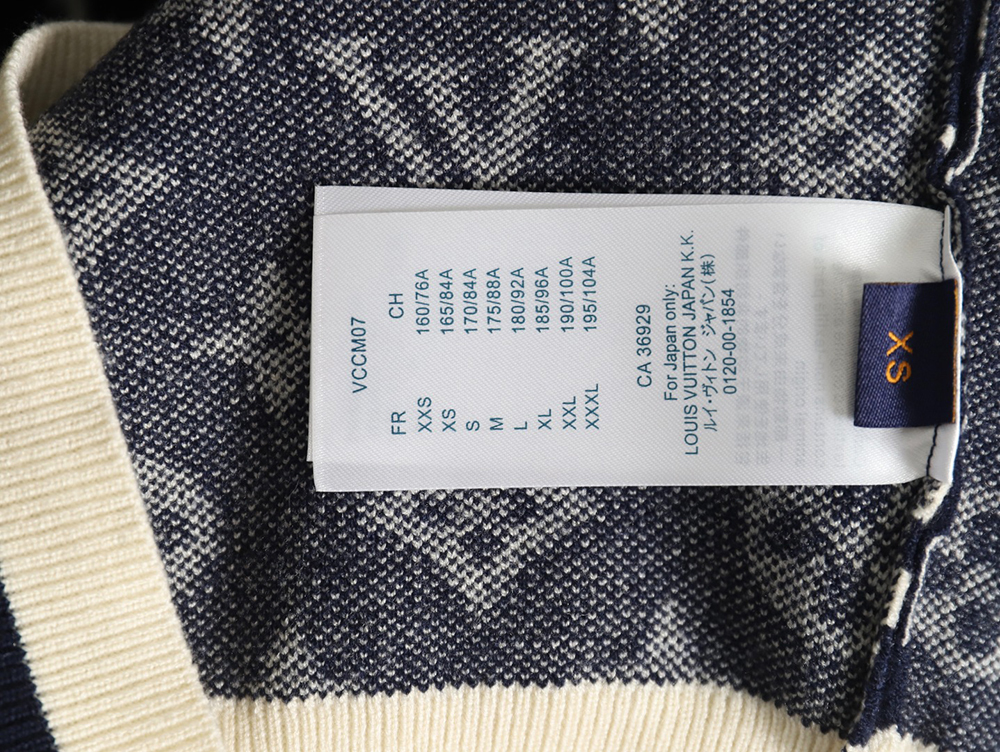 VCCM07
FR CH
XXS 160/76A
XS 165/84A
S 170/84A
M 175/88A
L 180/92A
XL 185/96A
XXL 190/100A
XXXL 195/104A
CA 36929
For Japan only:
LOUIS VUITTON JAPAN K.K.
ルイ・ヴィトン ジャパン(株)
0120-00-1854
XS